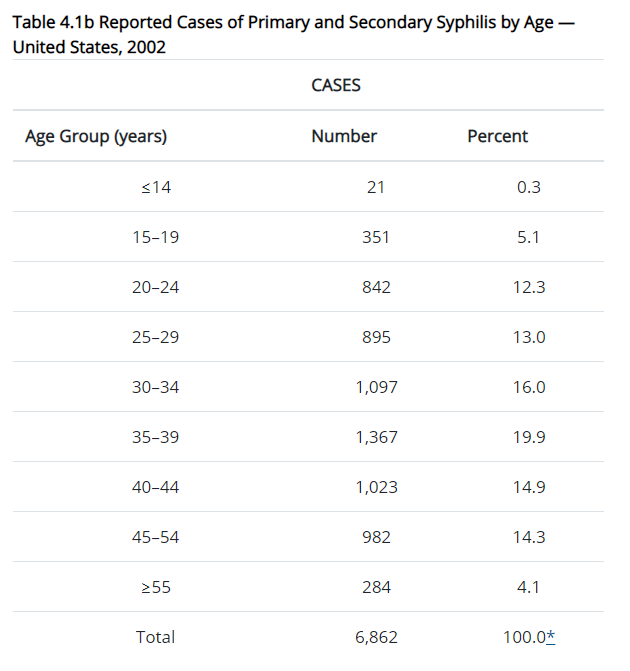 Table 4.1b Reported Cases of Primary and Secondary Syphilis by Age —
United States, 2002
CASES
Age Group (years) Number Percent
≤14 21 0.3
15–19 351 5.1
20–24 842 12.3
25–29 895 13.0
30–34 1,097 16.0
35–39 1,367 19.9
40–44 1,023 14.9
45–54 982 14.3
≥55 284 4.1
Total 6,862 100.0*